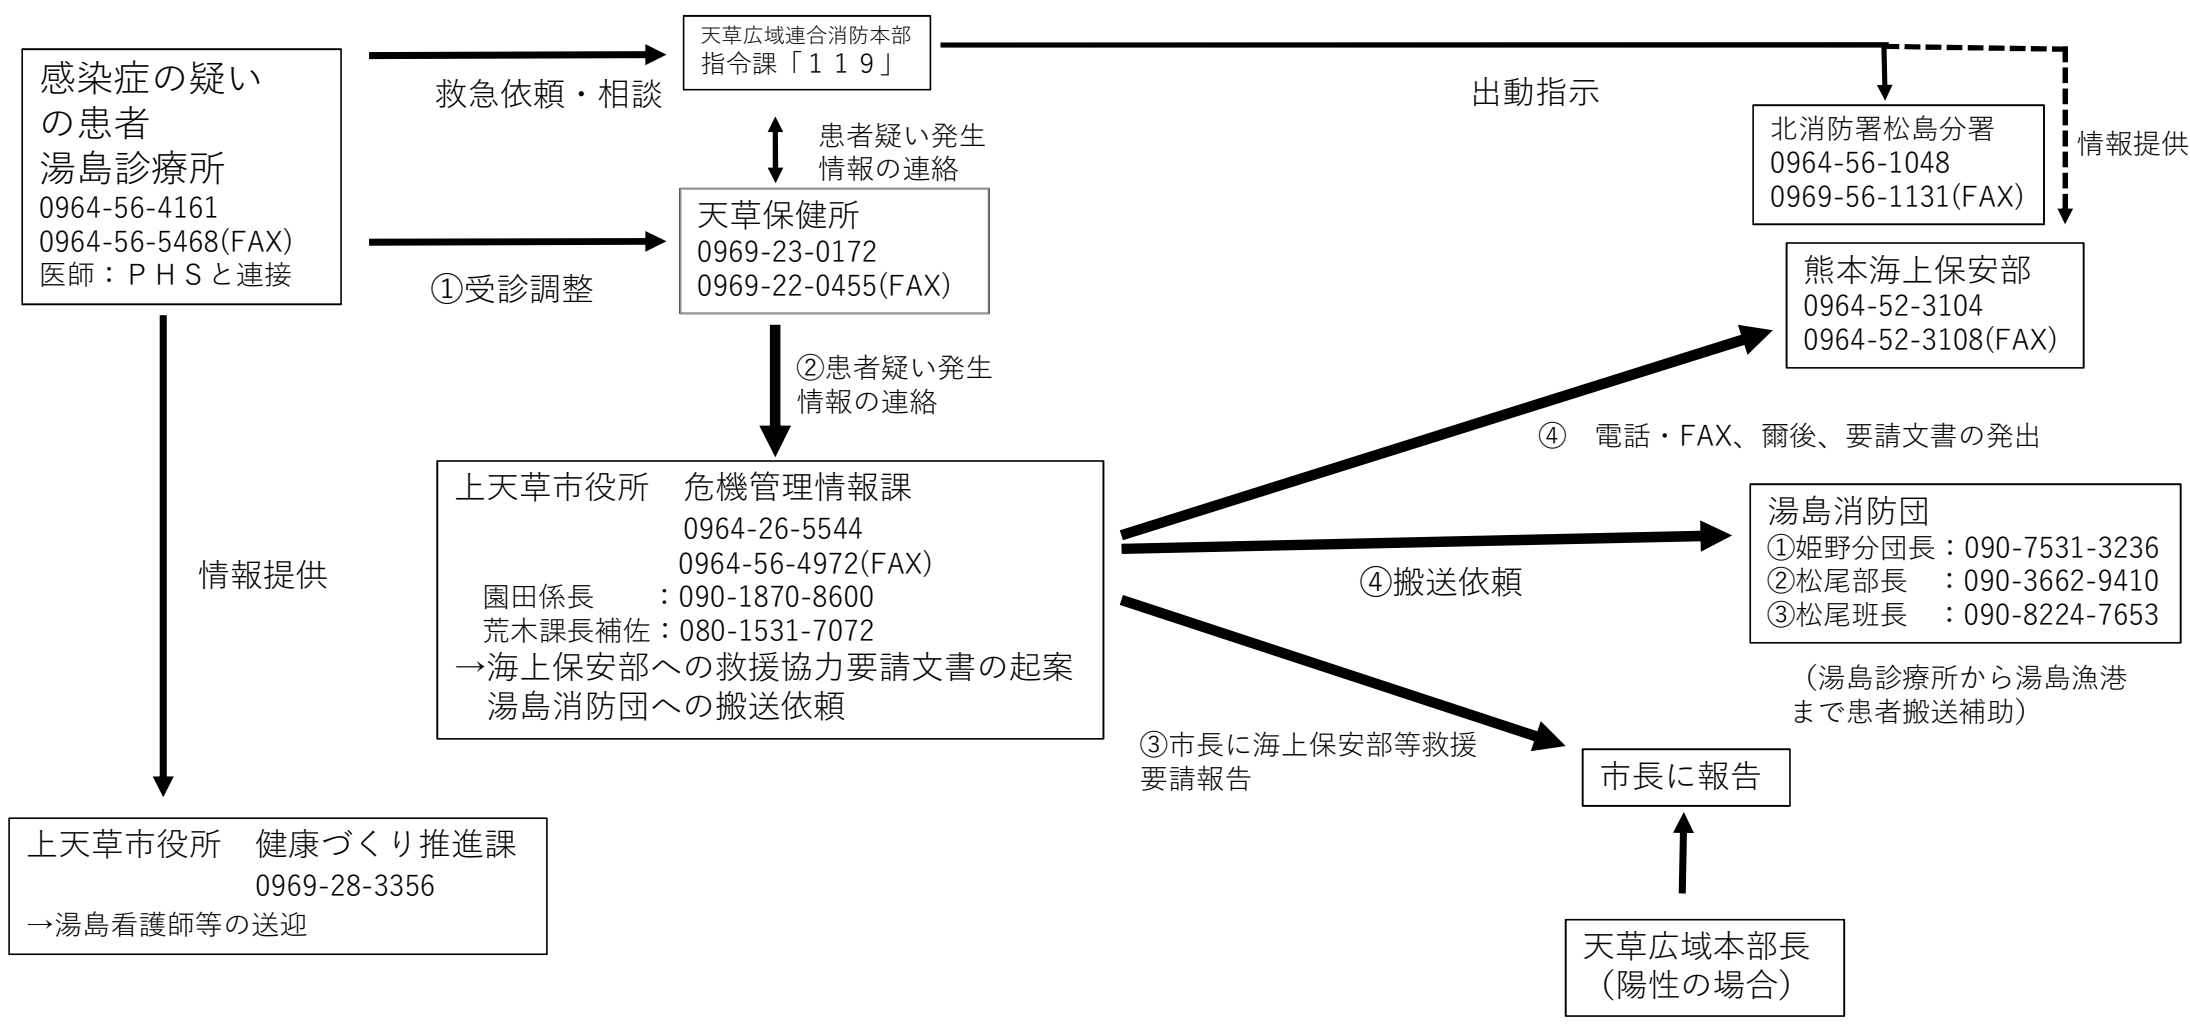 感染症の疑い
の患者
湯島診療所
0964-56-4161
0964-56-5468(FAX)
医師：ＰＨＳと連接
救急依頼・相談
天草広域連合消防本部
指令課「１１９」
出動指示
患者疑い発生
情報の連絡
北消防署松島分署
0964-56-1048
0969-56-1131(FAX)
情報提供
①受診調整
天草保健所
0969-23-0172
0969-22-0455(FAX)
熊本海上保安部
0964-52-3104
0964-52-3108(FAX)
②患者疑い発生
情報の連絡
④　電話・FAX、爾後、要請文書の発出
上天草市役所　危機管理情報課
0964-26-5544
0964-56-4972(FAX)
園田係長　　：090-1870-8600
荒木課長補佐：080-1531-7072
→海上保安部への救援協力要請文書の起案
湯島消防団への搬送依頼
④搬送依頼
湯島消防団
①姫野分団長：090-7531-3236
②松尾部長　：090-3662-9410
③松尾班長　：090-8224-7653
（湯島診療所から湯島漁港
まで患者搬送補助）
③市長に海上保安部等救援
要請報告
市長に報告
天草広域本部長
（陽性の場合）
情報提供
上天草市役所　健康づくり推進課
0969-28-3356
→湯島看護師等の送迎